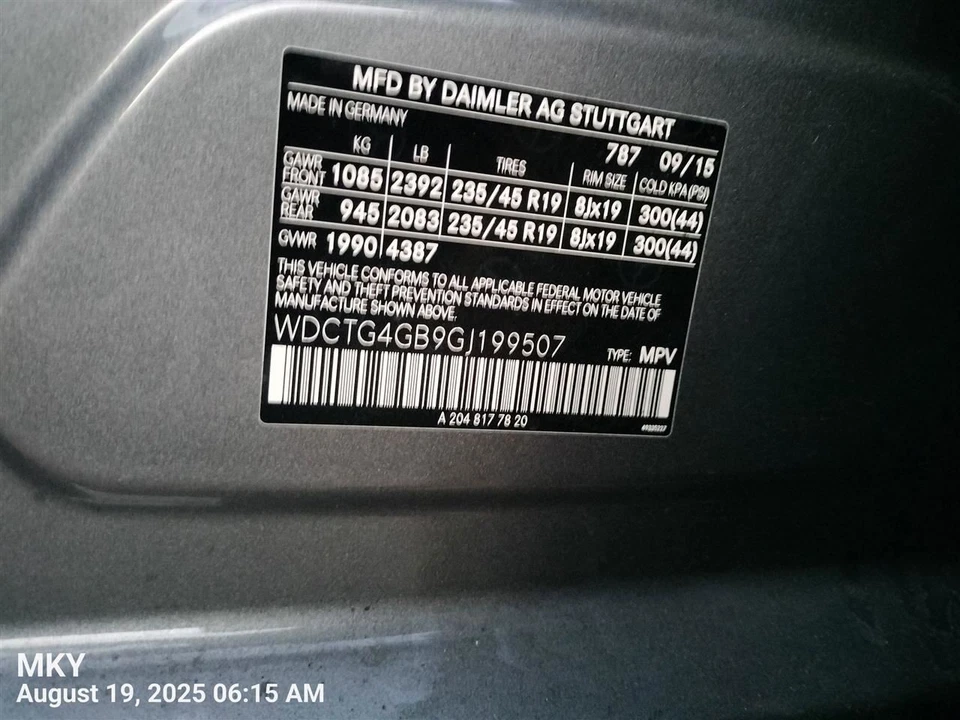 MFD BY DAIMLER AG STUTTGART
MADE IN GERMANY
787 09/15
KG LB TIRES RIM SIZE COLD KPA (PSI)
GAWR FRONT 1085 2392 235/45 R19 8Jx19 300(44)
GAWR REAR 945 2083 235/45 R19 8Jx19 300(44)
GVWR 1990 4387
THIS VEHICLE CONFORMS TO ALL APPLICABLE FEDERAL MOTOR VEHICLE
SAFETY AND THEFT PREVENTION STANDARDS IN EFFECT ON THE DATE OF
MANUFACTURE SHOWN ABOVE.
WDCTG4GB9GJ199507 TYPE: MPV
A 204 817 78 20
MKY
August 19, 2025 06:15 AM